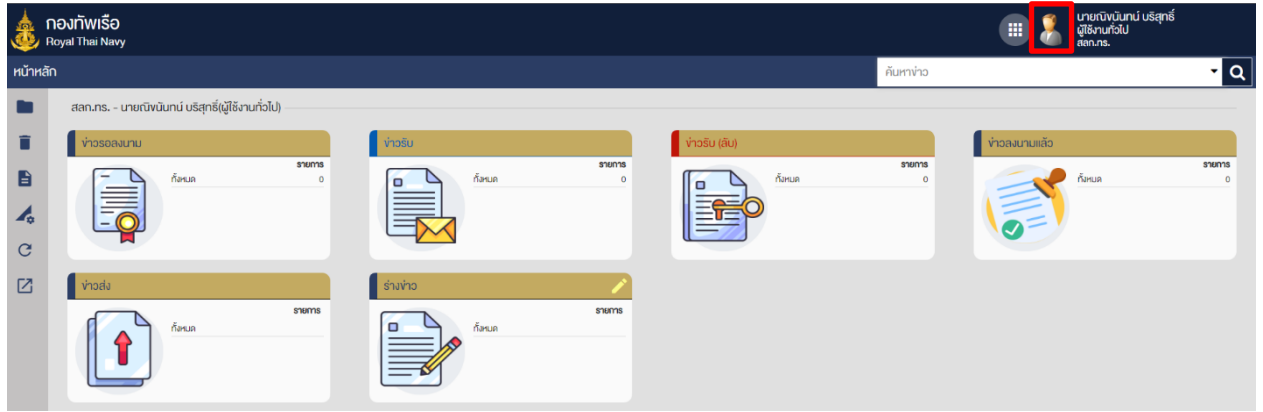 กองทัพเรือ
Royal Thai Navy
นายณิชนันทน์ บริสุทธิ์
ผู้ใช้งานทั่วไป
สลก.ทร.
หน้าหลัก
ค้นหาข่าว
สลก.ทร. - นายณิชนันทน์ บริสุทธิ์(ผู้ใช้งานทั่วไป)
ข่าวรอลงนาม
รายการ
ทั้งหมด 0
ข่าวรับ
รายการ
ทั้งหมด 0
ข่าวรับ (ลับ)
รายการ
ทั้งหมด 0
ข่าวลงนามแล้ว
รายการ
ทั้งหมด 0
ข่าวส่ง
รายการ
ทั้งหมด
ร่างข่าว
รายการ
ทั้งหมด